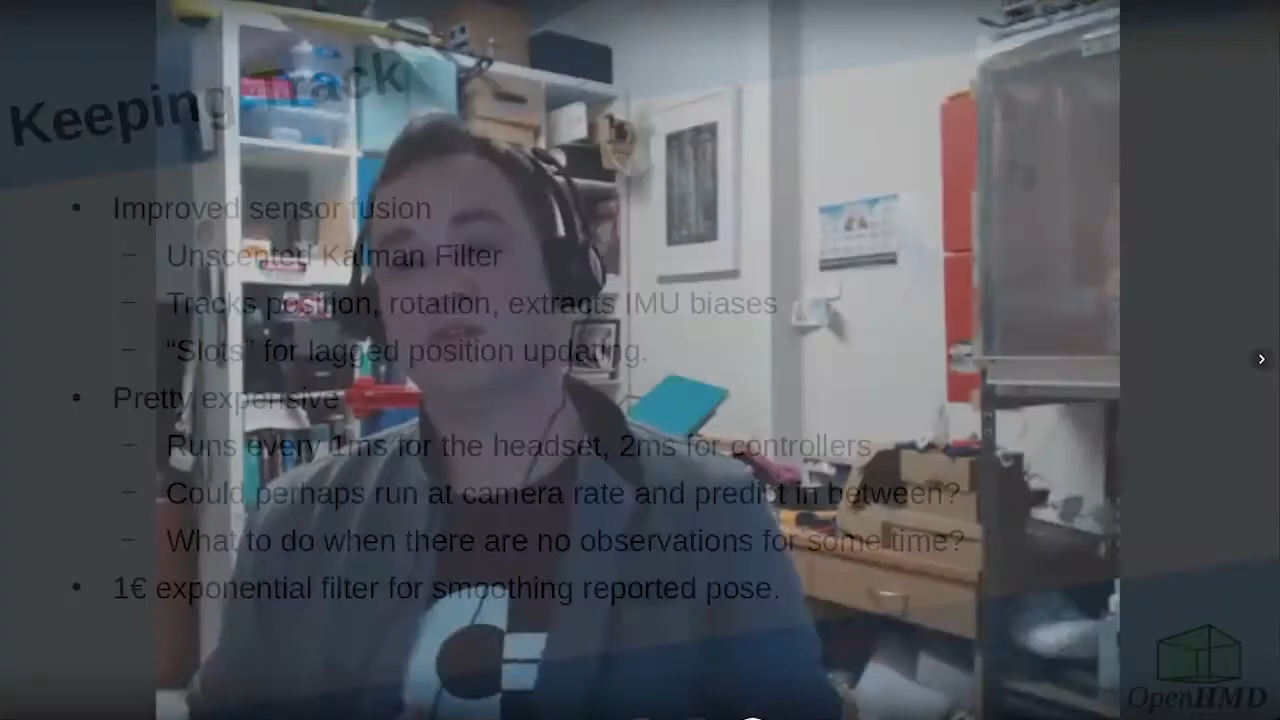 Keeping Track
• Improved sensor fusion
– Unscented Kalman Filter
– Tracks position, rotation, extracts IMU biases
– “Slots” for lagged position updating.
• Pretty expensive
– Runs every 1ms for the headset, 2ms for controllers
– Could perhaps run at camera rate and predict in between?
– What to do when there are no observations for some time?
• 1€ exponential filter for smoothing reported pose.
OpenHMD